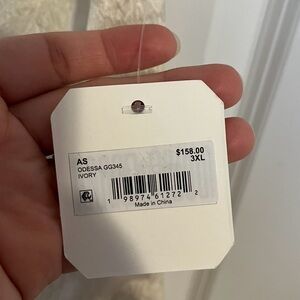 AS
$158.00
ODESSA GG345
3XL
IVORY
1 98974 61272 2
Made in China